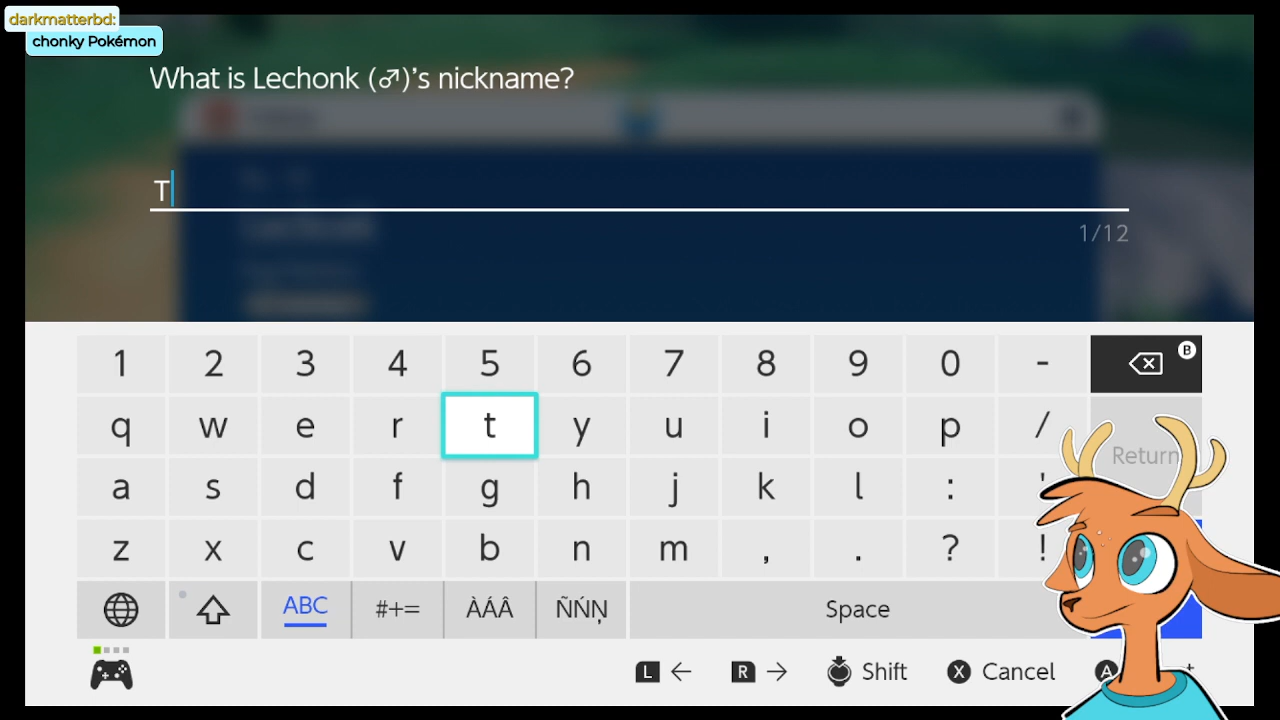 darkmatterbd:
chonky Pokémon
What is Lechonk (♂)'s nickname?
T
1/12
1 2 3 4 5 6 7 8 9 0 - B
q w e r t y u i o p / Return
a s d f g h j k l : '
z x c v b n m , . ? !
ABC #+= ÀÁÂ ÑŃŅ Space
L ← R → Shift X Cancel A